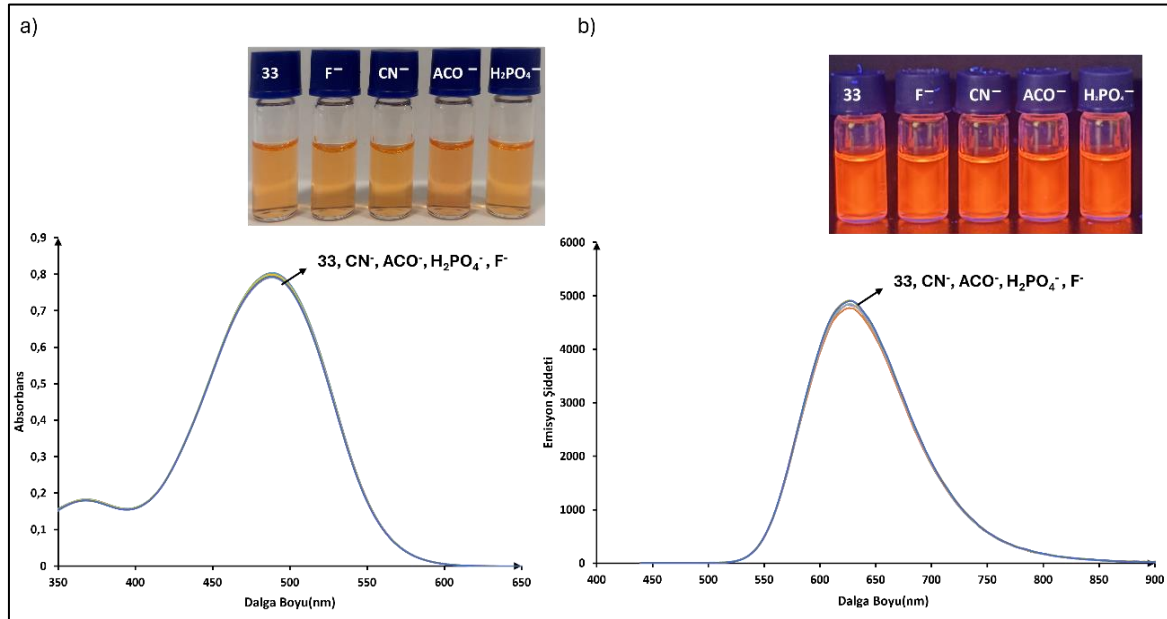 a)
33 F⁻ CN⁻ ACO⁻ H₂PO₄⁻
0,9
0,8
0,7
0,6
0,5
0,4
0,3
0,2
0,1
0
Absorbans
33, CN⁻, ACO⁻, H₂PO₄⁻, F⁻
350 400 450 500 550 600 650
Dalga Boyu(nm)
b)
33 F⁻ CN⁻ ACO⁻ H₂PO₄⁻
6000
5000
4000
3000
2000
1000
0
Emisyon Şiddeti
33, CN⁻, ACO⁻, H₂PO₄⁻, F⁻
400 450 500 550 600 650 700 750 800 850 900
Dalga Boyu(nm)